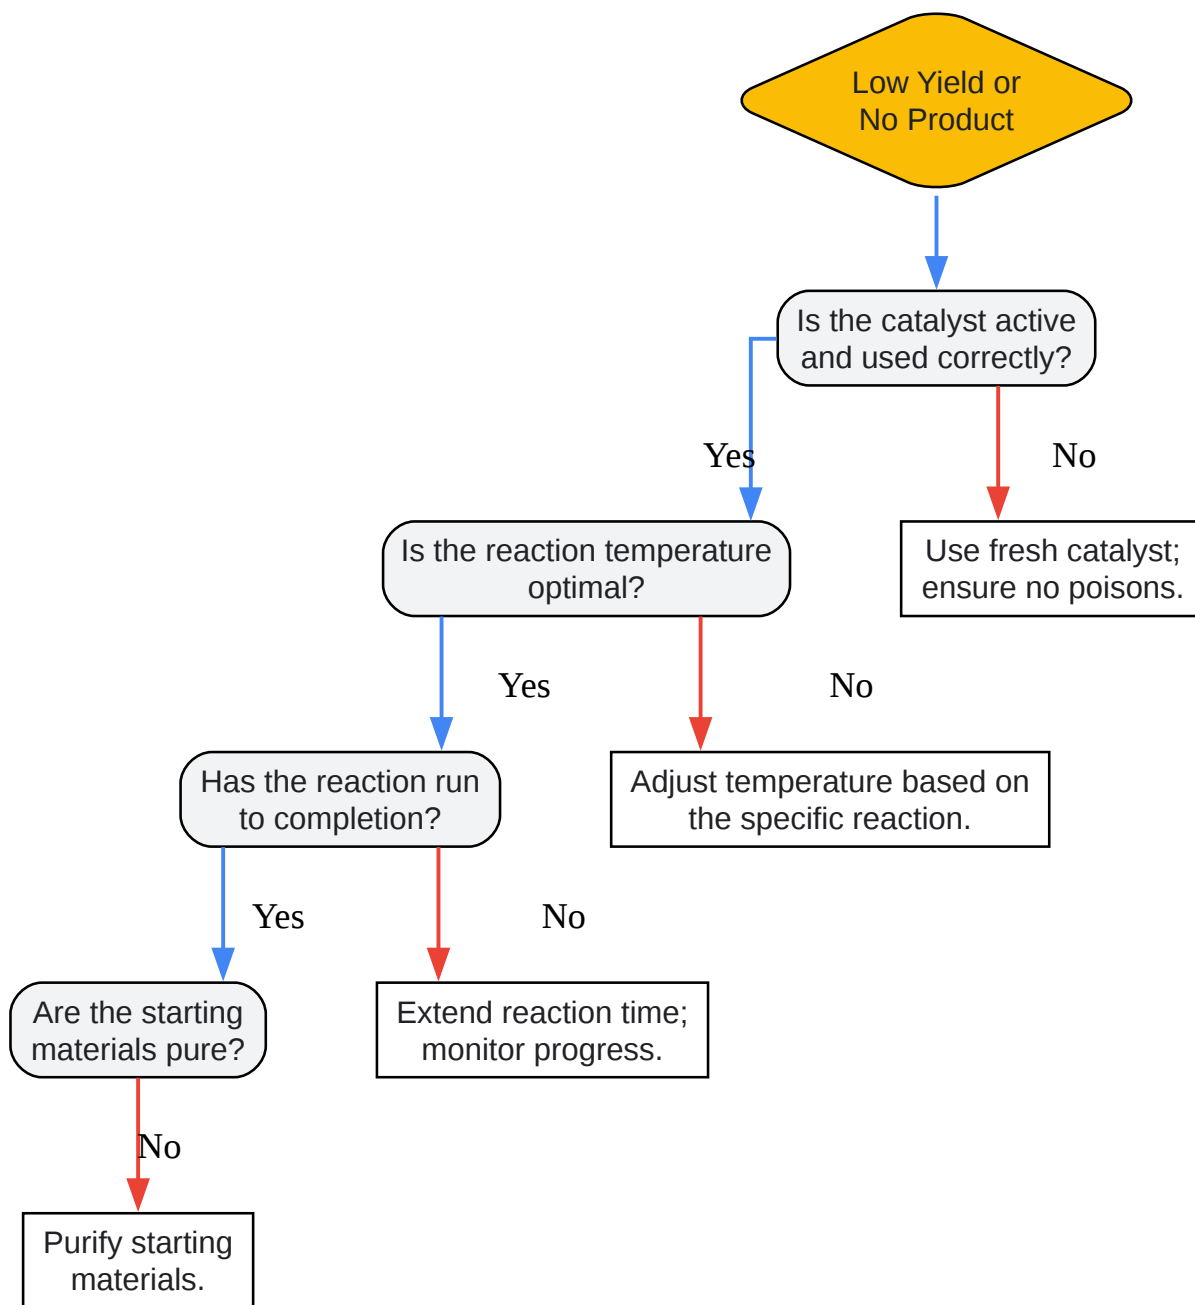 Low Yield or
No Product
Is the catalyst active
and used correctly?
Yes
No
Is the reaction temperature
optimal?
Use fresh catalyst;
ensure no poisons.
Yes
No
Has the reaction run
to completion?
Adjust temperature based on
the specific reaction.
Yes
No
Are the starting
materials pure?
Extend reaction time;
monitor progress.
No
Purify starting
materials.